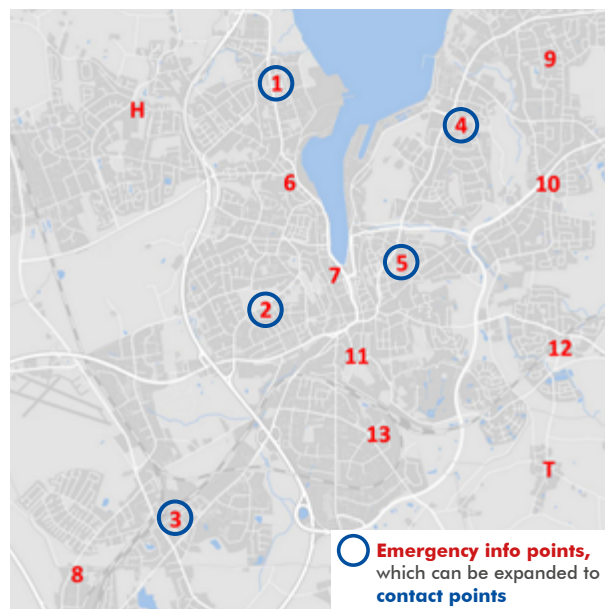 9
1
H
4
6
10
5
7
2
12
11
13
T
3
8
Emergency info points,
which can be expanded to
contact points